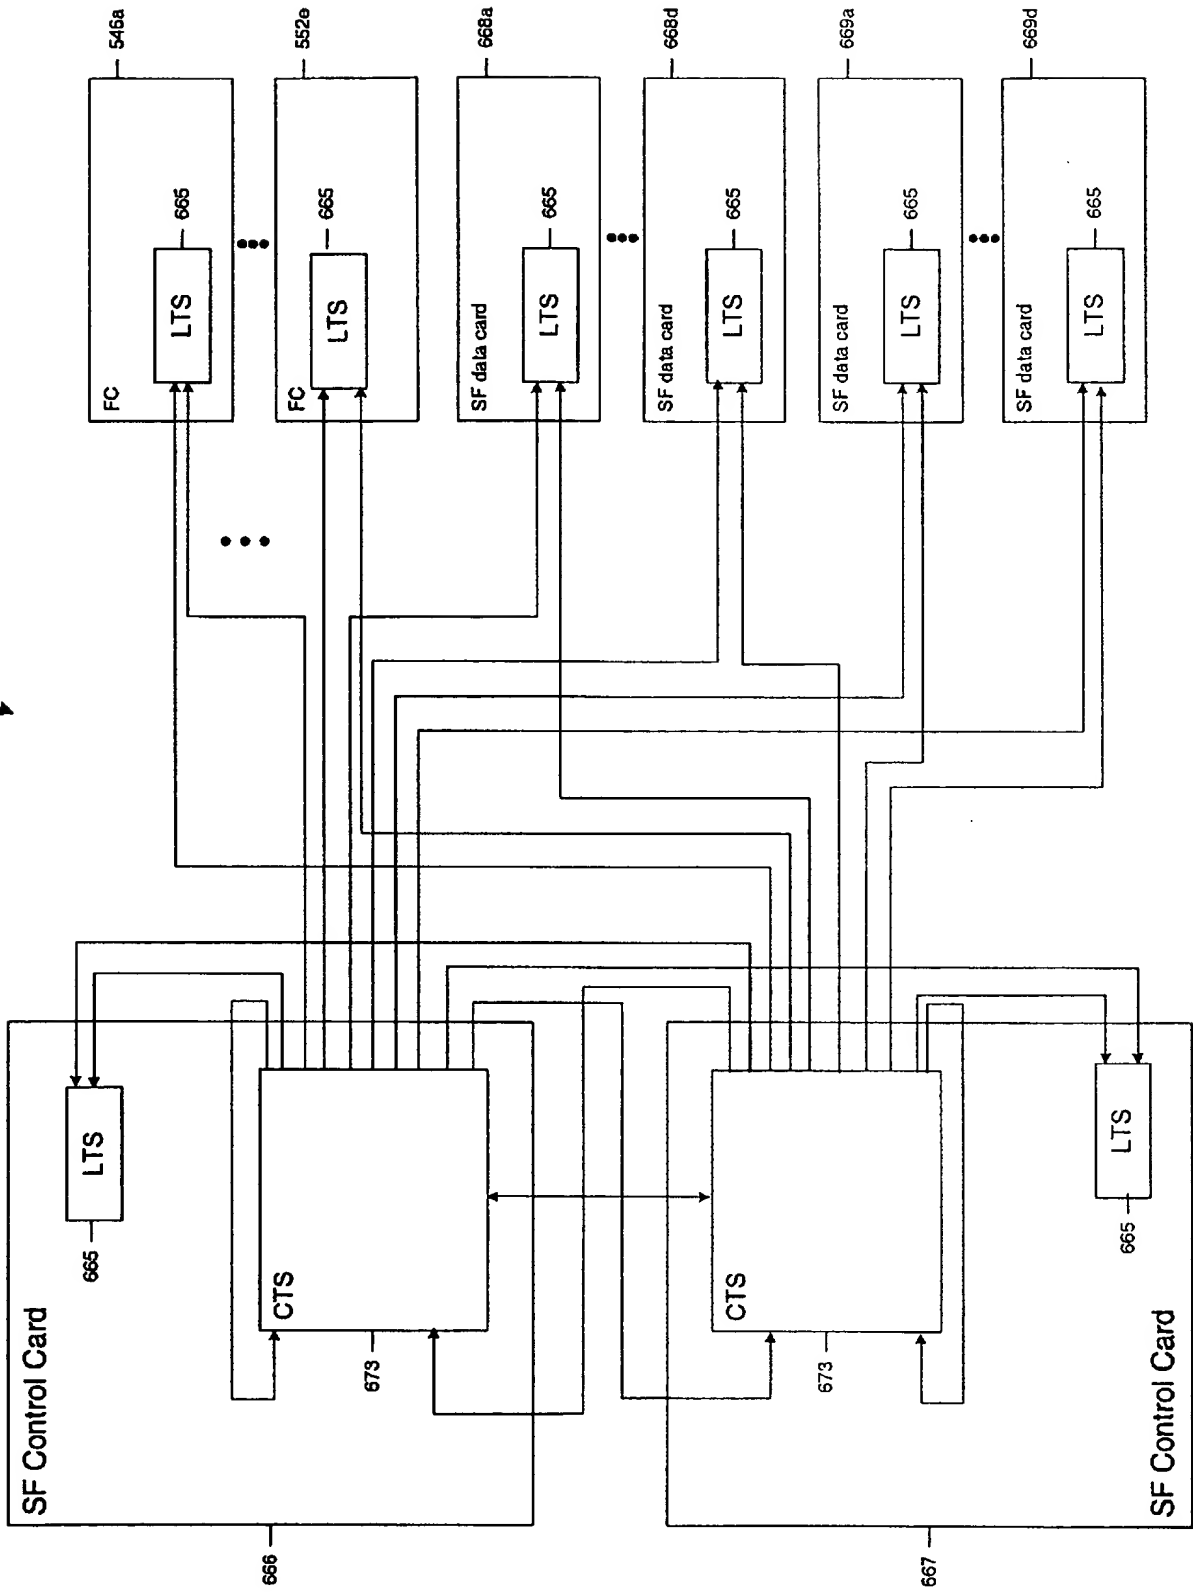 SF Control Card
666
LTS
665
CTS
673
SF Control Card
667
LTS
665
CTS
673
546a
FC
LTS
665
552e
FC
LTS
665
668a
SF data card
LTS
665
668d
SF data card
LTS
665
669a
SF data card
LTS
665
669d
SF data card
LTS
665